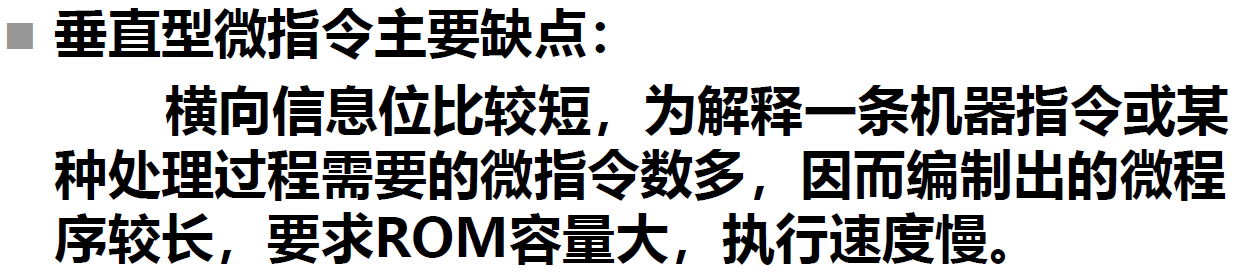 垂直型微指令主要缺点：
横向信息位比较短，为解释一条机器指令或某
种处理过程需要的微指令数多，因而编制出的微程
序较长，要求ROM容量大，执行速度慢。